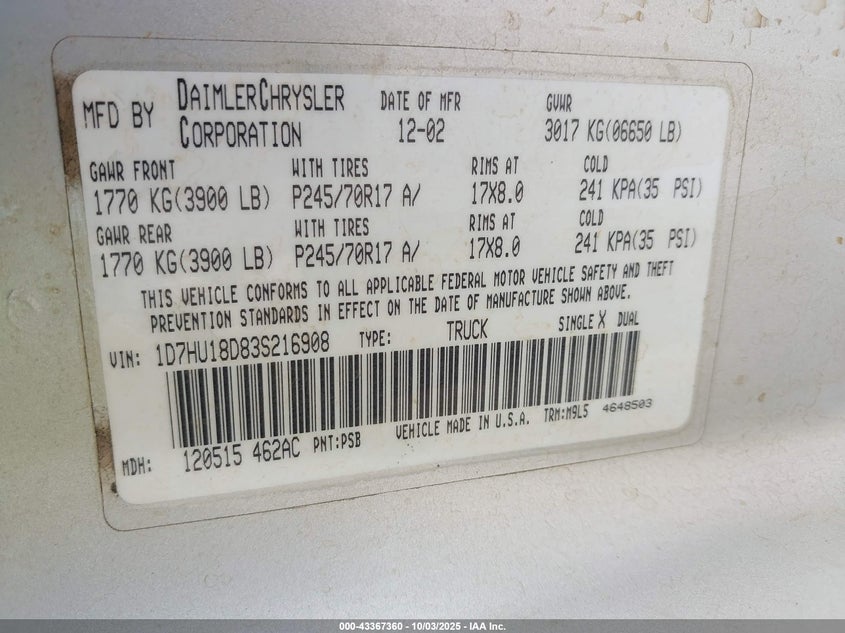 MFD BY DAIMLERCHRYSLER CORPORATION DATE OF MFR 12-02 GVWR 3017 KG(06650 LB)
GAWR FRONT WITH TIRES RIMS AT COLD
1770 KG(3900 LB) P245/70R17 A/ 17X8.0 241 KPA(35 PSI)
GAWR REAR WITH TIRES RIMS AT COLD
1770 KG(3900 LB) P245/70R17 A/ 17X8.0 241 KPA(35 PSI)
THIS VEHICLE CONFORMS TO ALL APPLICABLE FEDERAL MOTOR VEHICLE SAFETY AND THEFT
PREVENTION STANDARDS IN EFFECT ON THE DATE OF MANUFACTURE SHOWN ABOVE.
VIN: 1D7HU18D83S216908 TYPE: TRUCK SINGLE X DUAL
MDH: 120515 462AC PNT:PSB VEHICLE MADE IN U.S.A. TRM:M9L5 4648503
000-43367360 - 10/03/2025 - IAA Inc.